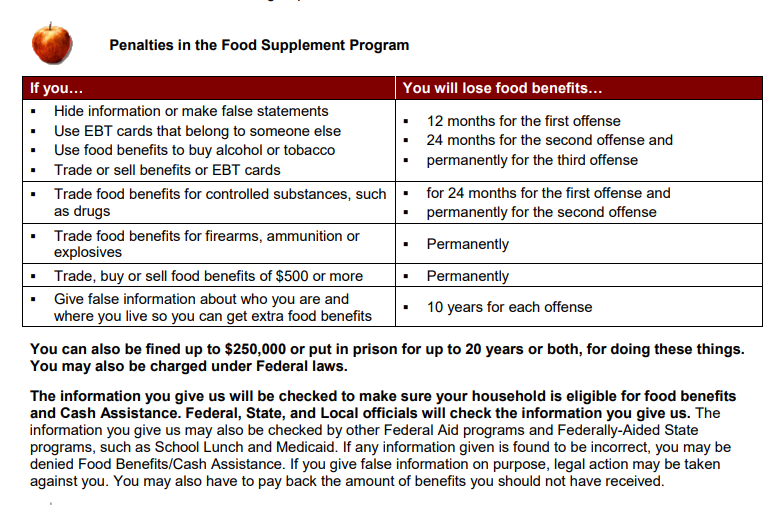 Penalties in the Food Supplement Program
If you…
You will lose food benefits…
▪ Hide information or make false statements
▪ Use EBT cards that belong to someone else
▪ Use food benefits to buy alcohol or tobacco
▪ Trade or sell benefits or EBT cards
▪ 12 months for the first offense
▪ 24 months for the second offense and
▪ permanently for the third offense
▪ Trade food benefits for controlled substances, such
as drugs
▪ for 24 months for the first offense and
▪ permanently for the second offense
▪ Trade food benefits for firearms, ammunition or
explosives
▪ Permanently
▪ Trade, buy or sell food benefits of $500 or more
▪ Permanently
▪ Give false information about who you are and
where you live so you can get extra food benefits
▪ 10 years for each offense
You can also be fined up to $250,000 or put in prison for up to 20 years or both, for doing these things.
You may also be charged under Federal laws.
The information you give us will be checked to make sure your household is eligible for food benefits
and Cash Assistance. Federal, State, and Local officials will check the information you give us. The
information you give us may also be checked by other Federal Aid programs and Federally-Aided State
programs, such as School Lunch and Medicaid. If any information given is found to be incorrect, you may be
denied Food Benefits/Cash Assistance. If you give false information on purpose, legal action may be taken
against you. You may also have to pay back the amount of benefits you should not have received.